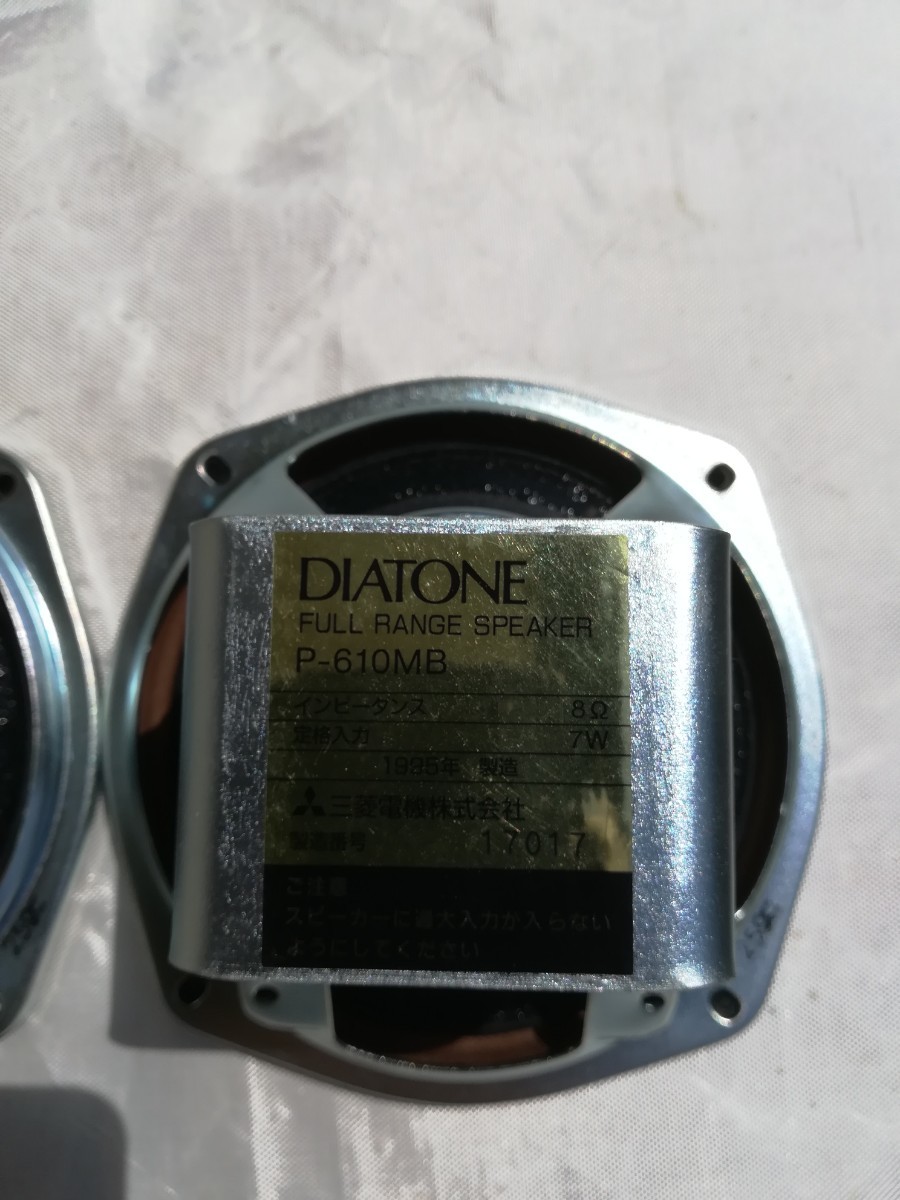 DIATONE
FULL RANGE SPEAKER
P-610MB
インピーダンス 8Ω
定格入力 7W
1995年 製造
三菱電機株式会社
製造番号 17017
ご注意
スピーカーに過大入力が入らない
ようにしてください